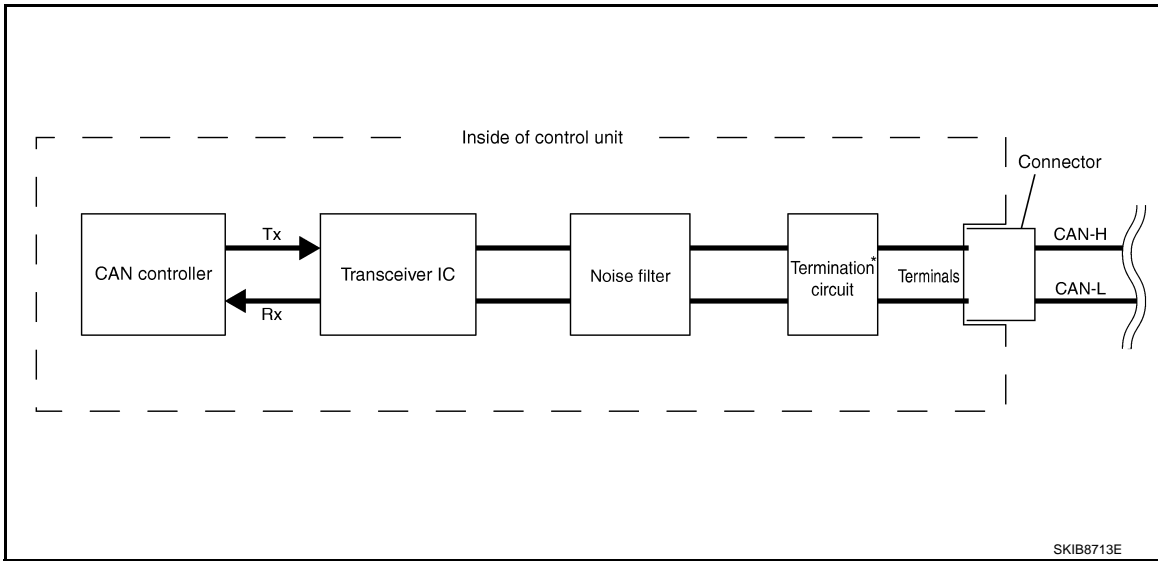 Inside of control unit
Connector
CAN controller
Tx
Rx
Transceiver IC
Noise filter
Termination*
circuit
Terminals
CAN-H
CAN-L
SKIB8713E